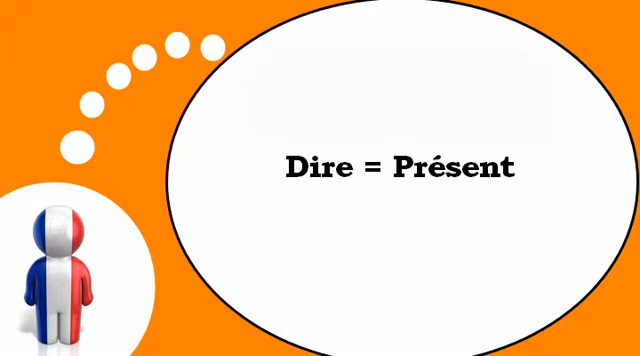 Dire = Présent